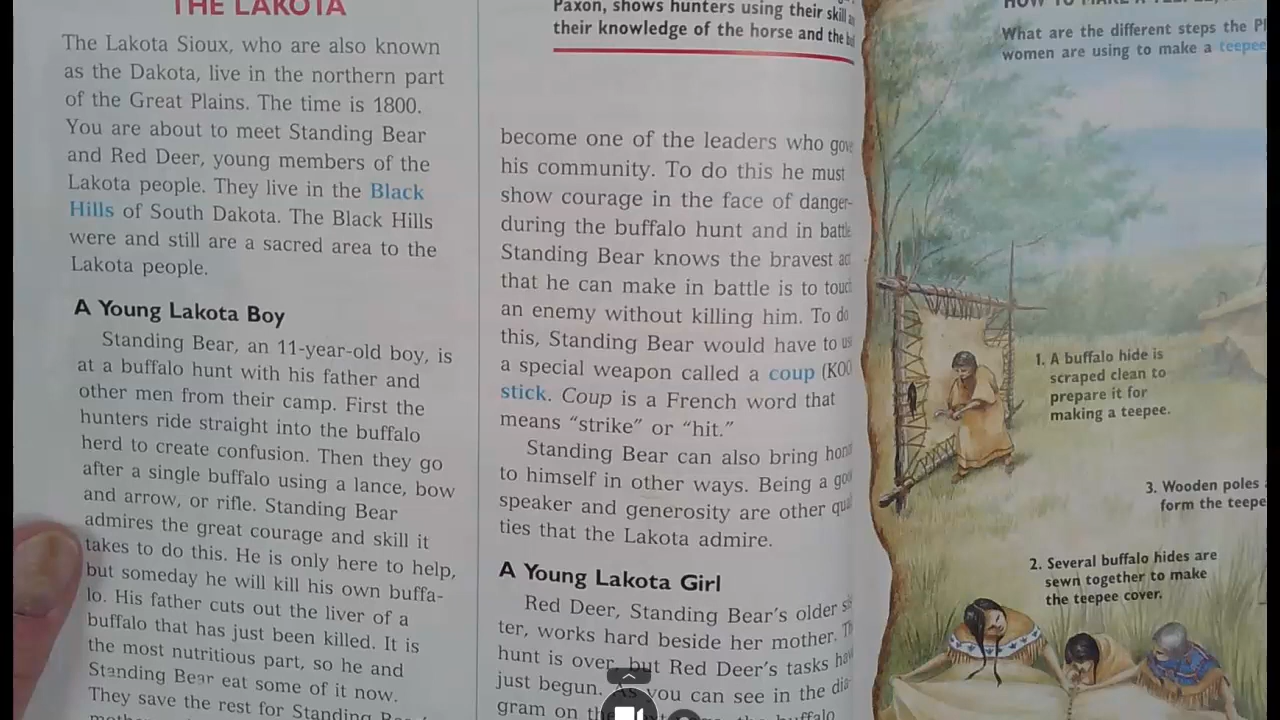 THE LAKOTA
The Lakota Sioux, who are also known
as the Dakota, live in the northern part
of the Great Plains. The time is 1800.
You are about to meet Standing Bear
and Red Deer, young members of the
Lakota people. They live in the Black
Hills of South Dakota. The Black Hills
were and still are a sacred area to the
Lakota people.
A Young Lakota Boy
Standing Bear, an 11-year-old boy, is
at a buffalo hunt with his father and
other men from their camp. First the
hunters ride straight into the buffalo
herd to create confusion. Then they go
after a single buffalo using a lance, bow
and arrow, or rifle. Standing Bear
admires the great courage and skill it
takes to do this. He is only here to help,
but someday he will kill his own buffa-
lo. His father cuts out the liver of a
buffalo that has just been killed. It is
the most nutritious part, so he and
Standing Bear eat some of it now.
They save the rest for Standing
Paxon, shows hunters using their skill
their knowledge of the horse and the
become one of the leaders who
his community. To do this he must
show courage in the face of danger-
during the buffalo hunt and in
Standing Bear knows the bravest
that he can make in battle is to
an enemy without killing him. To do
this, Standing Bear would have to
a special weapon called a coup (KOO
stick. Coup is a French word that
means “strike” or “hit.”
Standing Bear can also bring
to himself in other ways. Being a
speaker and generosity are other
ties that the Lakota admire.
A Young Lakota Girl
Red Deer, Standing Bear's older
ter, works hard beside her mother.
hunt is over, but Red Deer's tasks
just begun. As you can see in the dia-
gram on the buffalo
What are the different steps the
women are using to make a teepee
1. A buffalo hide is
scraped clean to
prepare it for
making a teepee.
3. Wooden poles
form the teepe
2. Several buffalo hides are
sewn together to make
the teepee cover.